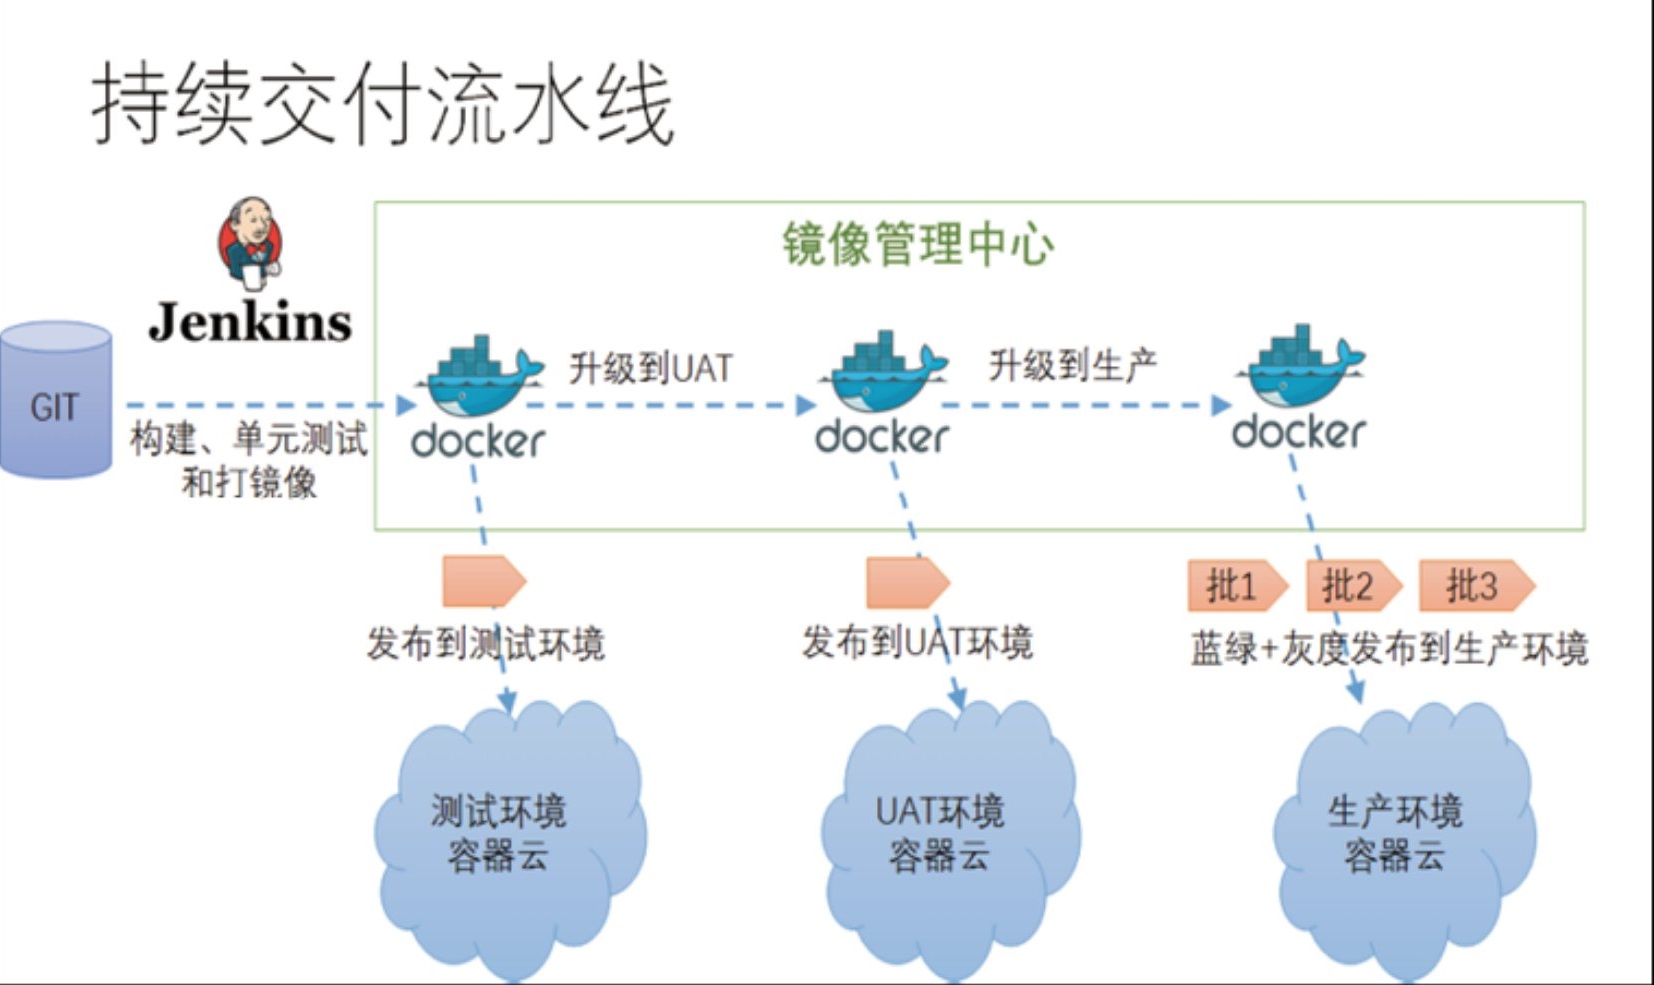 持续交付流水线
镜像管理中心
Jenkins
GIT
构建、单元测试
和打镜像
docker
升级到UAT
docker
升级到生产
docker
发布到测试环境
发布到UAT环境
批1
批2
批3
蓝绿+灰度发布到生产环境
测试环境
容器云
UAT环境
容器云
生产环境
容器云